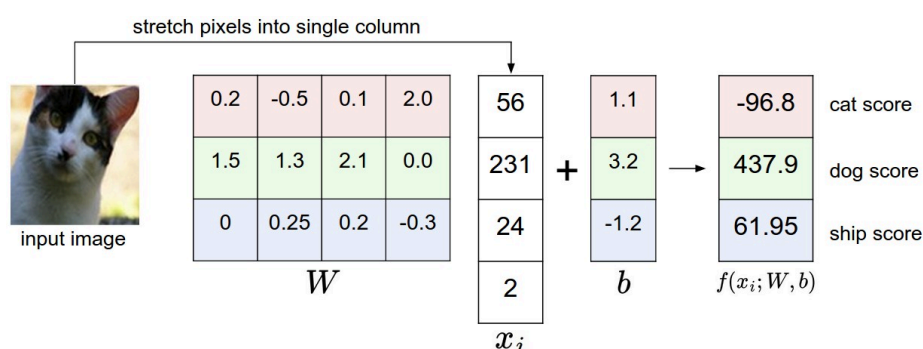 stretch pixels into single column
0.2 -0.5 0.1 2.0
1.5 1.3 2.1 0.0
0 0.25 0.2 -0.3
W
56
231
24
2
x_i
+
1.1
3.2
-1.2
b
-96.8
437.9
61.95
f(x_i; W, b)
cat score
dog score
ship score
input image